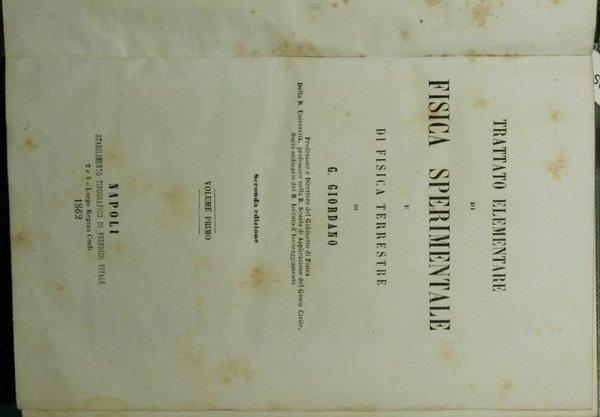 TRATTATO ELEMENTARE
DI
FISICA SPERIMENTALE
E
DI FISICA TERRESTRE
DI
G. GIORDANO
Professore e Direttore del Gabinetto di Fisica
Della R. Università, professore nella R. Scuola di Applicazione del Genio Civile,
Socio ordinario del R. Istituto d'Incoraggiamento
Seconda edizione
VOLUME PRIMO
NAPOLI
STABILIMENTO TIPOGRAFICO DI FEDERICO VITALE
2 e 4 – Largo Regina Coeli.
1862